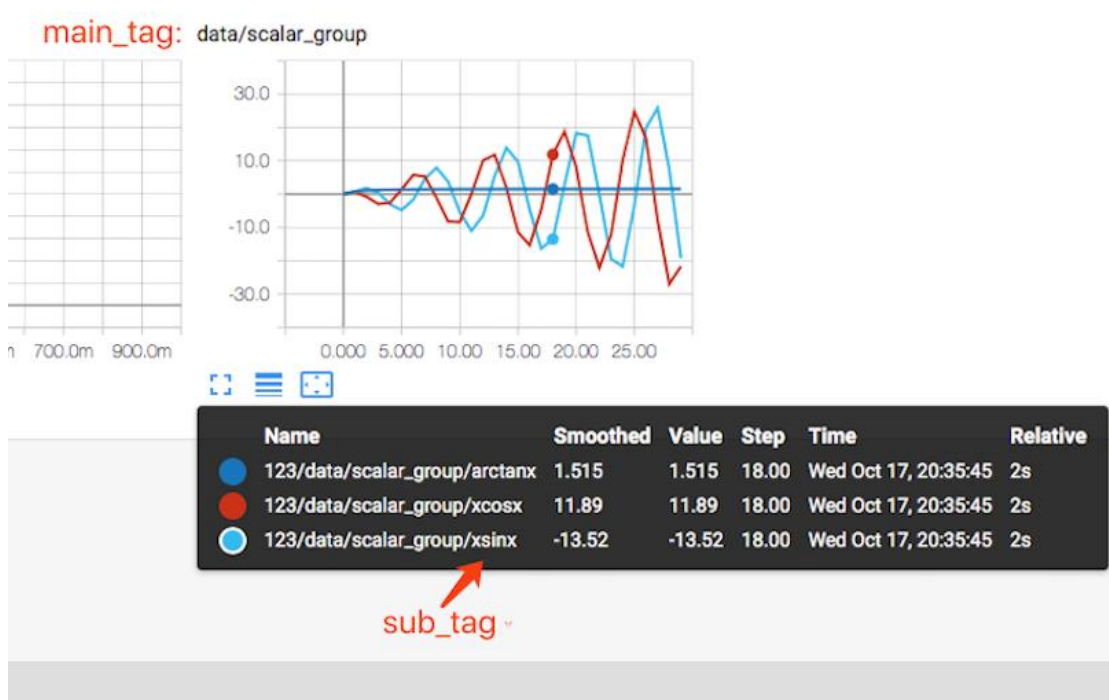 main_tag: data/scalar_group
30.0
10.0
-10.0
-30.0
700.0m 900.0m 0.000 5.000 10.00 15.00 20.00 25.00
Name Smoothed Value Step Time Relative
123/data/scalar_group/arctanx 1.515 1.515 18.00 Wed Oct 17, 20:35:45 2s
123/data/scalar_group/xcosx 11.89 11.89 18.00 Wed Oct 17, 20:35:45 2s
123/data/scalar_group/xsinx -13.52 -13.52 18.00 Wed Oct 17, 20:35:45 2s
sub_tag